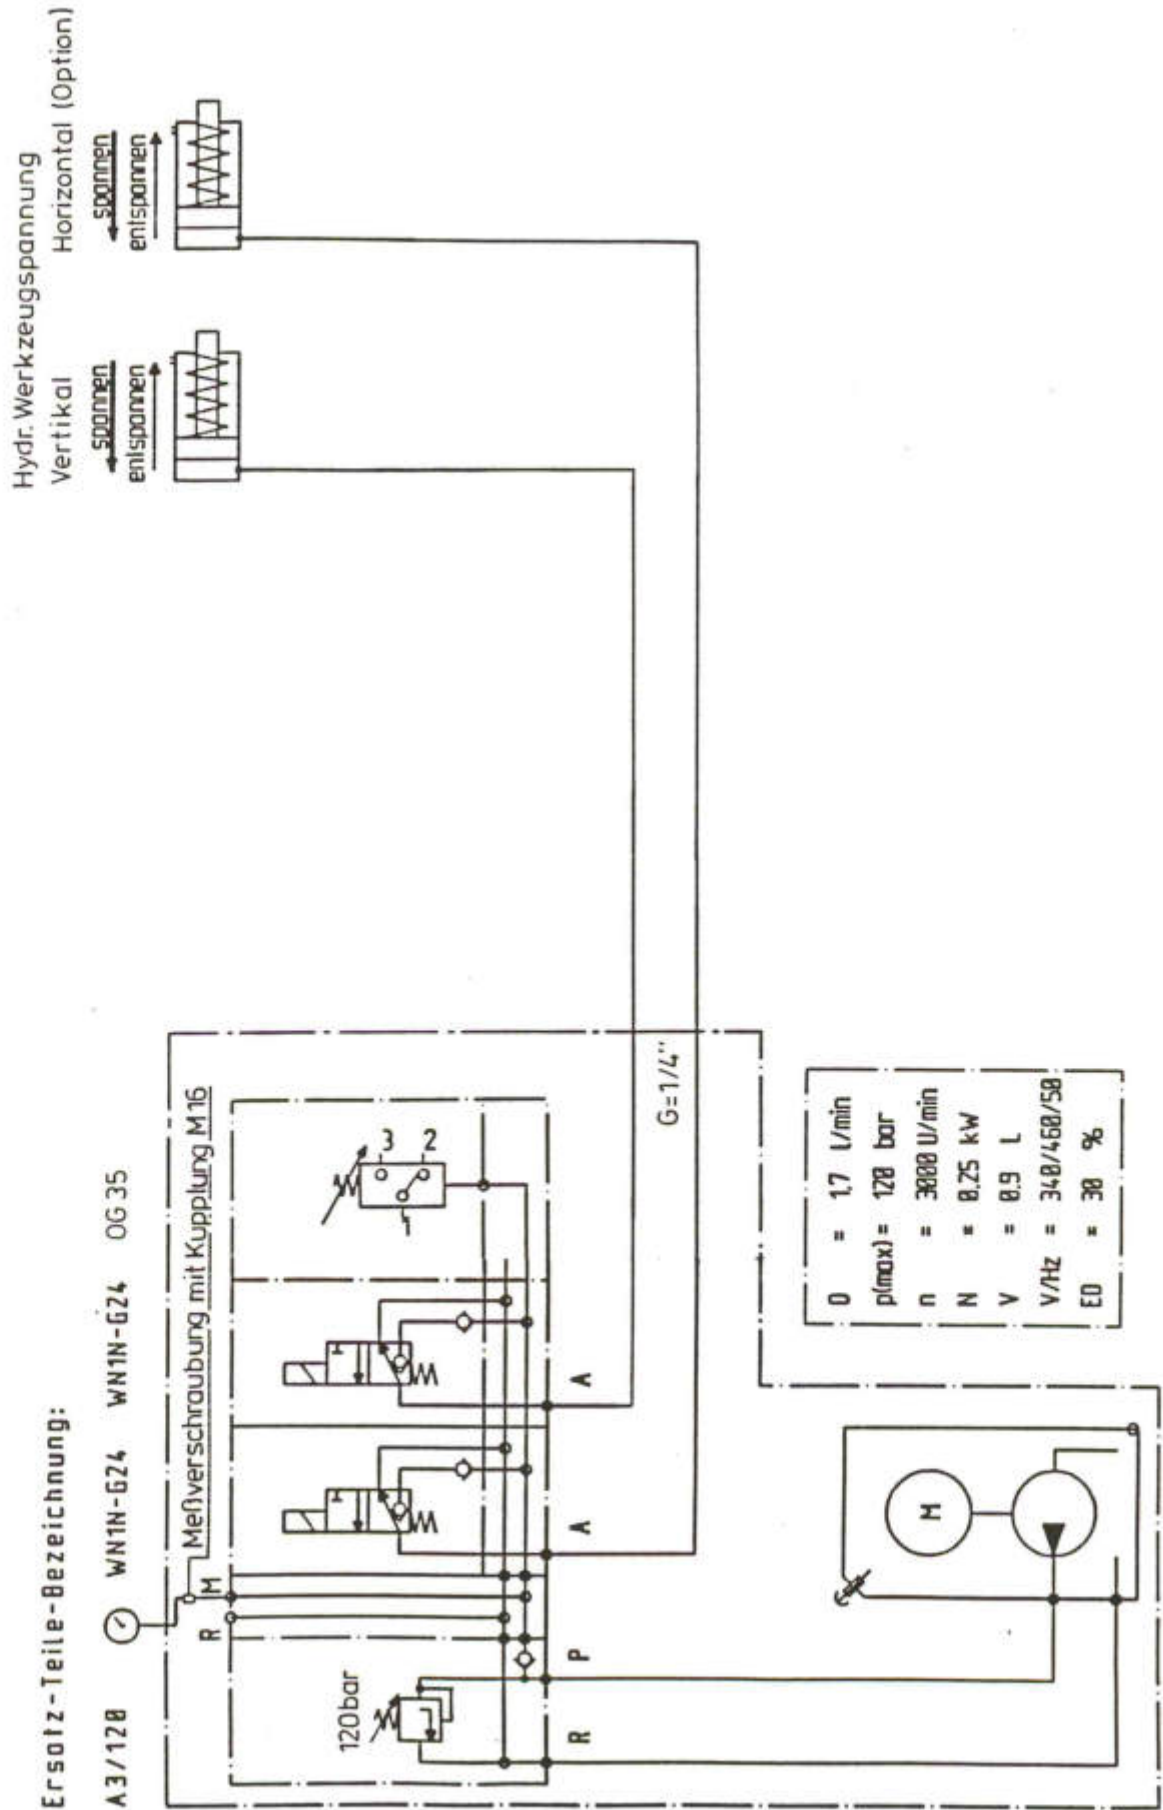 Ersatz-Teile-Bezeichnung:
A3/120 WN1N-G24 WN1N-G24 OG 35
Meßverschraubung mit Kupplung M16
R M
120bar
3
2
1
R P A A
G=1/4"
Hydr. Werkzeugspannung
Vertikal Horizontal (Option)
spannen spannen
entspannen entspannen
M
Q = 1,7 l/min
p(max) = 120 bar
n = 3000 U/min
N = 0.25 kW
V = 0.9 L
V/Hz = 340/460/50
ED = 30 %